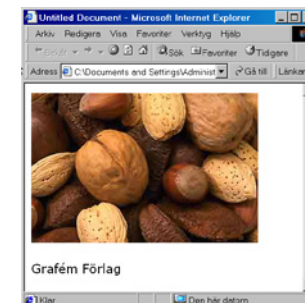 Untitled Document - Microsoft Internet Explorer
Arkiv Redigera Visa Favoriter Verktyg Hjälp
Sök Favoriter Tidigare
Adress C:\Documents and Settings\Administ Gå till Länkar
Grafém Förlag
Klar Den här datorn